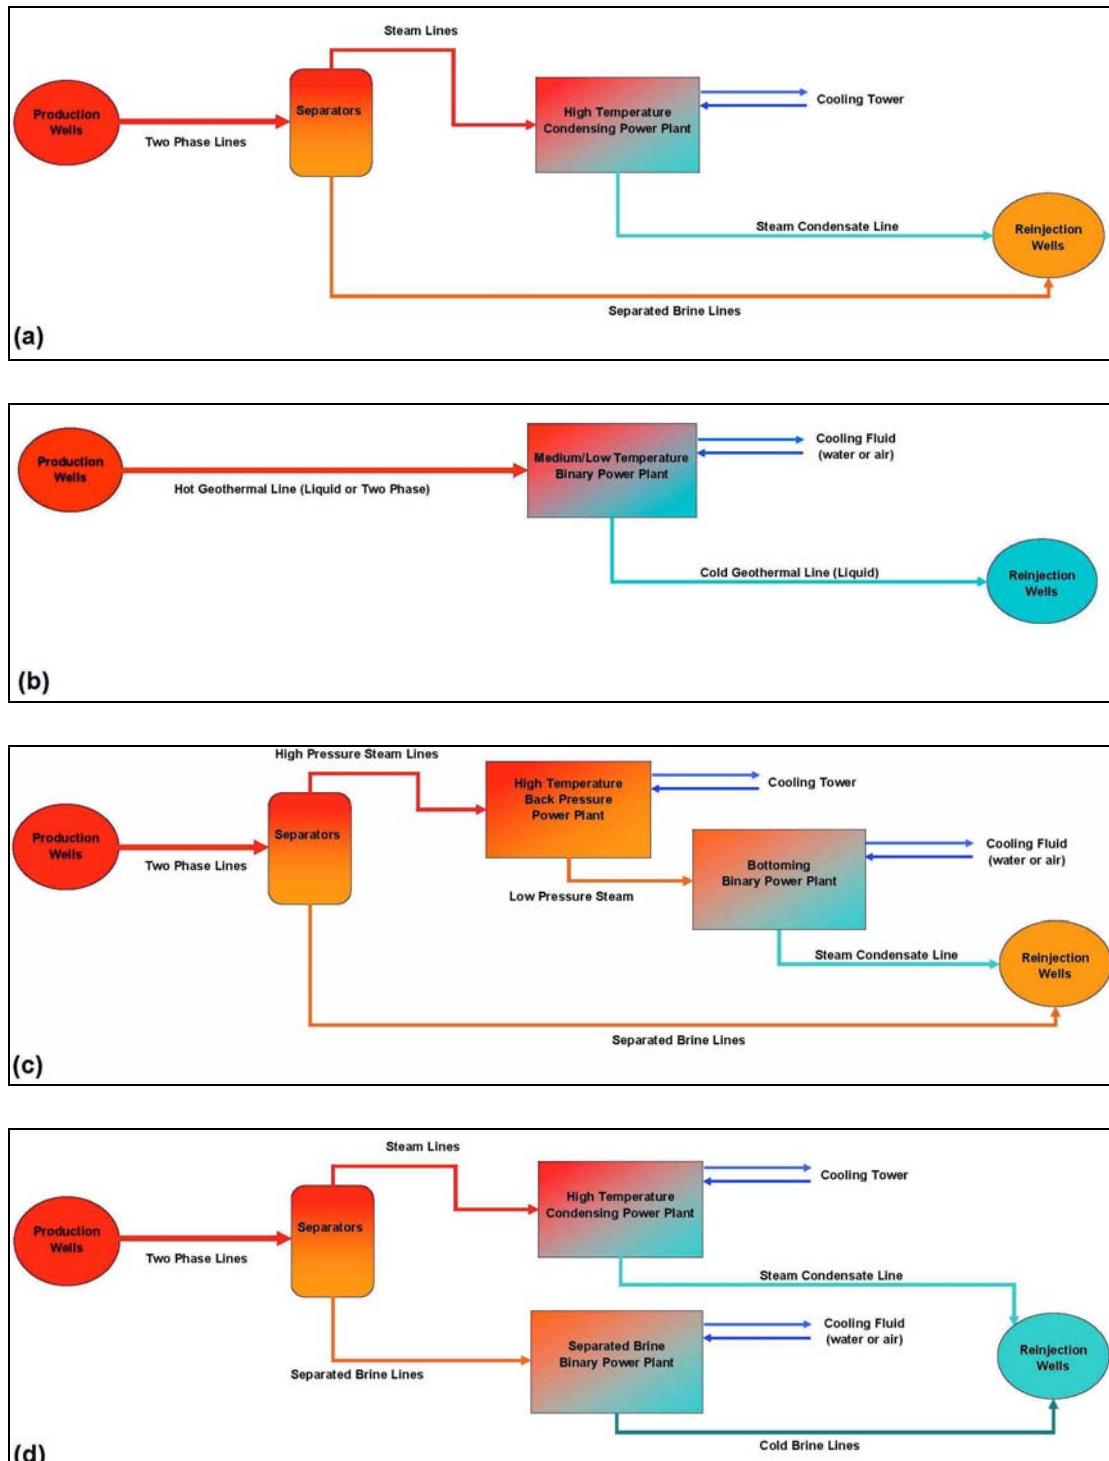 Steam Lines
Production
Wells
Two Phase Lines
Separators
High Temperature
Condensing Power Plant
Cooling Tower
Steam Condensate Line
Reinjection
Wells
Separated Brine Lines
(a)
Production
Wells
Hot Geothermal Line (Liquid or Two Phase)
Medium/Low Temperature
Binary Power Plant
Cooling Fluid
(water or air)
Cold Geothermal Line (Liquid)
Reinjection
Wells
(b)
High Pressure Steam Lines
Production
Wells
Two Phase Lines
Separators
High Temperature
Back Pressure
Power Plant
Cooling Tower
Low Pressure Steam
Bottoming
Binary Power Plant
Cooling Fluid
(water or air)
Steam Condensate Line
Reinjection
Wells
Separated Brine Lines
(c)
Steam Lines
Production
Wells
Two Phase Lines
Separators
High Temperature
Condensing Power Plant
Cooling Tower
Steam Condensate Line
Separated Brine Lines
Separated Brine
Binary Power Plant
Cooling Fluid
(water or air)
Reinjection
Wells
Cold Brine Lines
(d)